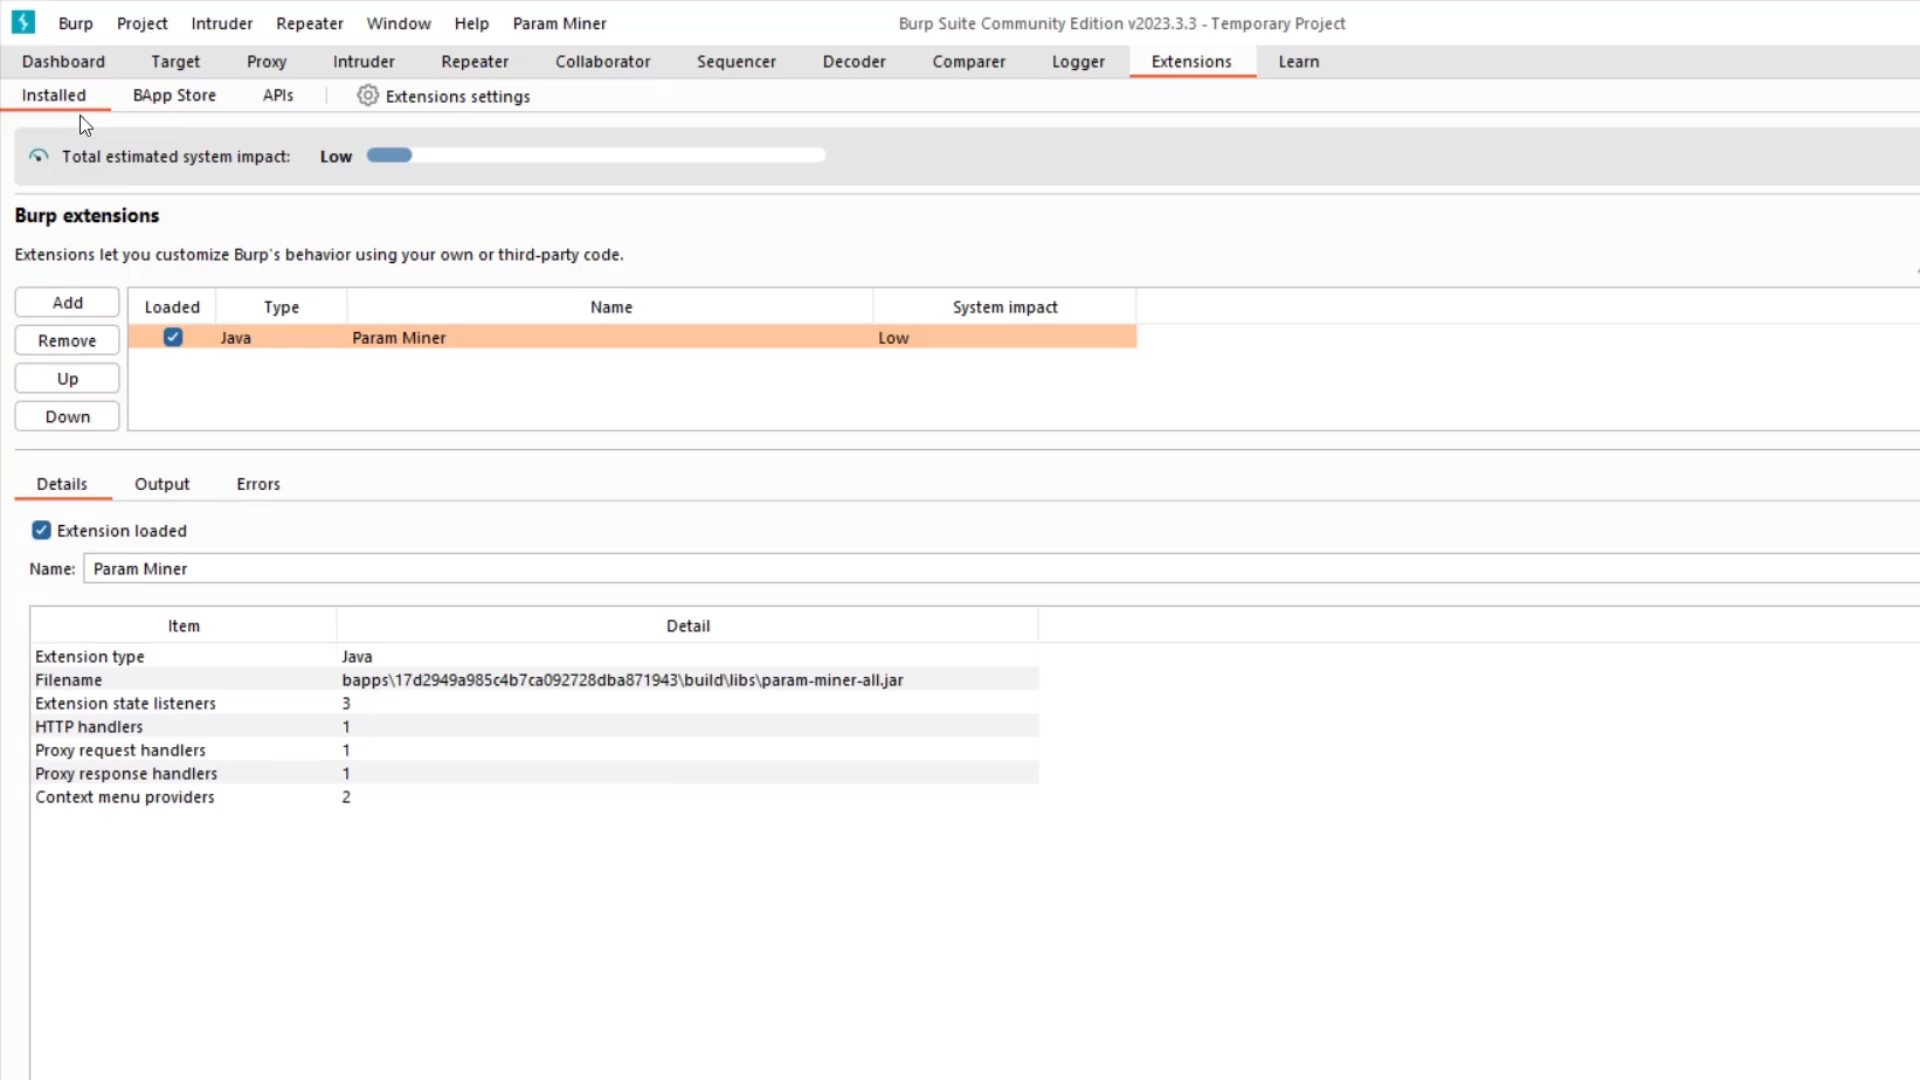 Burp Project Intruder Repeater Window Help Param Miner Burp Suite Community Edition v2023.3.3 - Temporary Project
Dashboard Target Proxy Intruder Repeater Collaborator Sequencer Decoder Comparer Logger Extensions Learn
Installed BApp Store APIs Extensions settings
Total estimated system impact: Low
Burp extensions
Extensions let you customize Burp's behavior using your own or third-party code.
Add
Remove
Up
Down
Loaded Type Name System impact
Java Param Miner Low
Details Output Errors
Extension loaded
Name: Param Miner
Item Detail
Extension type Java
Filename bapps\17d2949a985c4b7ca092728dba871943\build\libs\param-miner-all.jar
Extension state listeners 3
HTTP handlers 1
Proxy request handlers 1
Proxy response handlers 1
Context menu providers 2